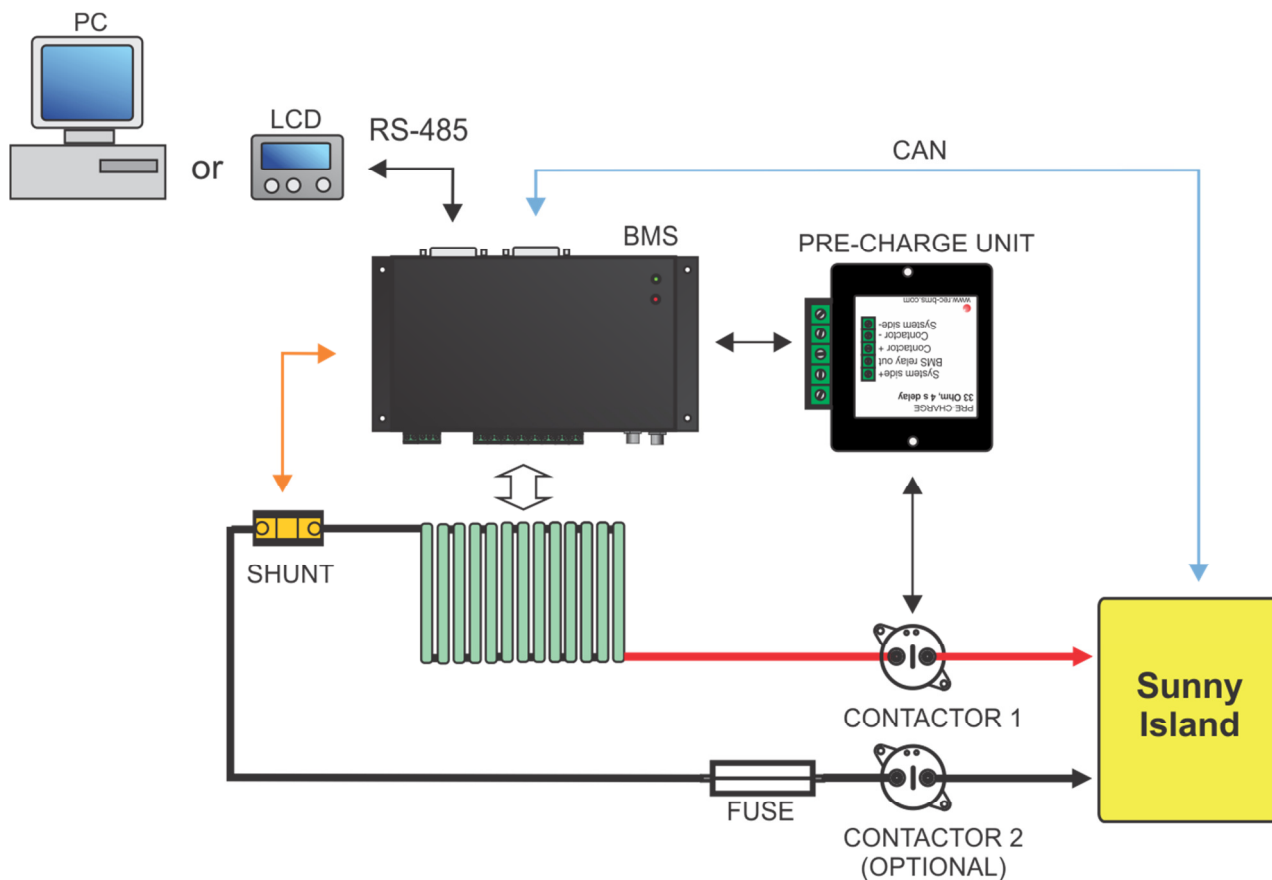 PC
LCD
RS-485
or
CAN
BMS
PRE-CHARGE UNIT
www.rec-bms.com
System side-
Contactor -
Contactor +
BMS relay out
System side+
33 Ohm, 4 s delay
PRE-CHARGE
SHUNT
CONTACTOR 1
Sunny
Island
FUSE
CONTACTOR 2
(OPTIONAL)